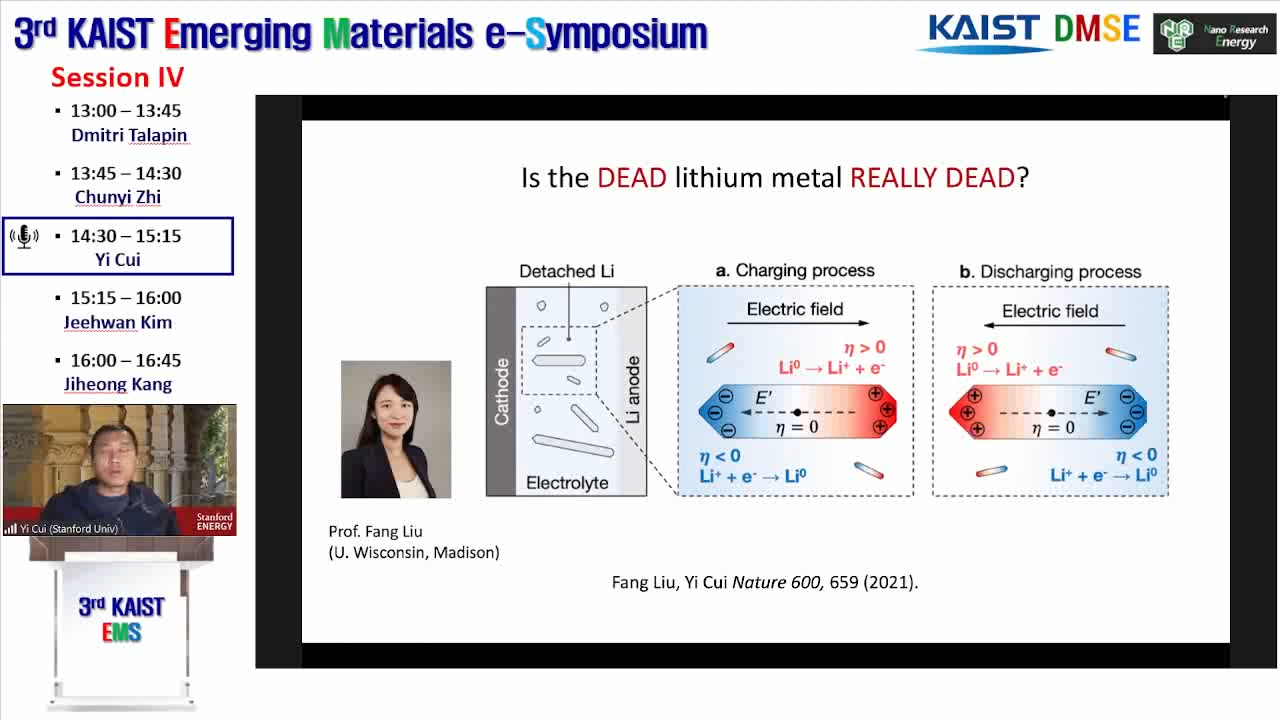 3rd KAIST Emerging Materials e-Symposium
KAIST DMSE
Nano Research
Energy
Session IV
▪ 13:00 – 13:45
Dmitri Talapin
▪ 13:45 – 14:30
Chunyi Zhi
▪ 14:30 – 15:15
Yi Cui
▪ 15:15 – 16:00
Jeehwan Kim
▪ 16:00 – 16:45
Jiheong Kang
Yi Cui (Stanford Univ)
Stanford
ENERGY
3rd KAIST
EMS
Is the DEAD lithium metal REALLY DEAD?
Detached Li
Cathode
Li anode
Electrolyte
a. Charging process
Electric field
η > 0
Li⁰ → Li⁺ + e⁻
E'
η = 0
η < 0
Li⁺ + e⁻ → Li⁰
b. Discharging process
Electric field
η > 0
Li⁰ → Li⁺ + e⁻
E'
η = 0
η < 0
Li⁺ + e⁻ → Li⁰
Prof. Fang Liu
(U. Wisconsin, Madison)
Fang Liu, Yi Cui Nature 600, 659 (2021).